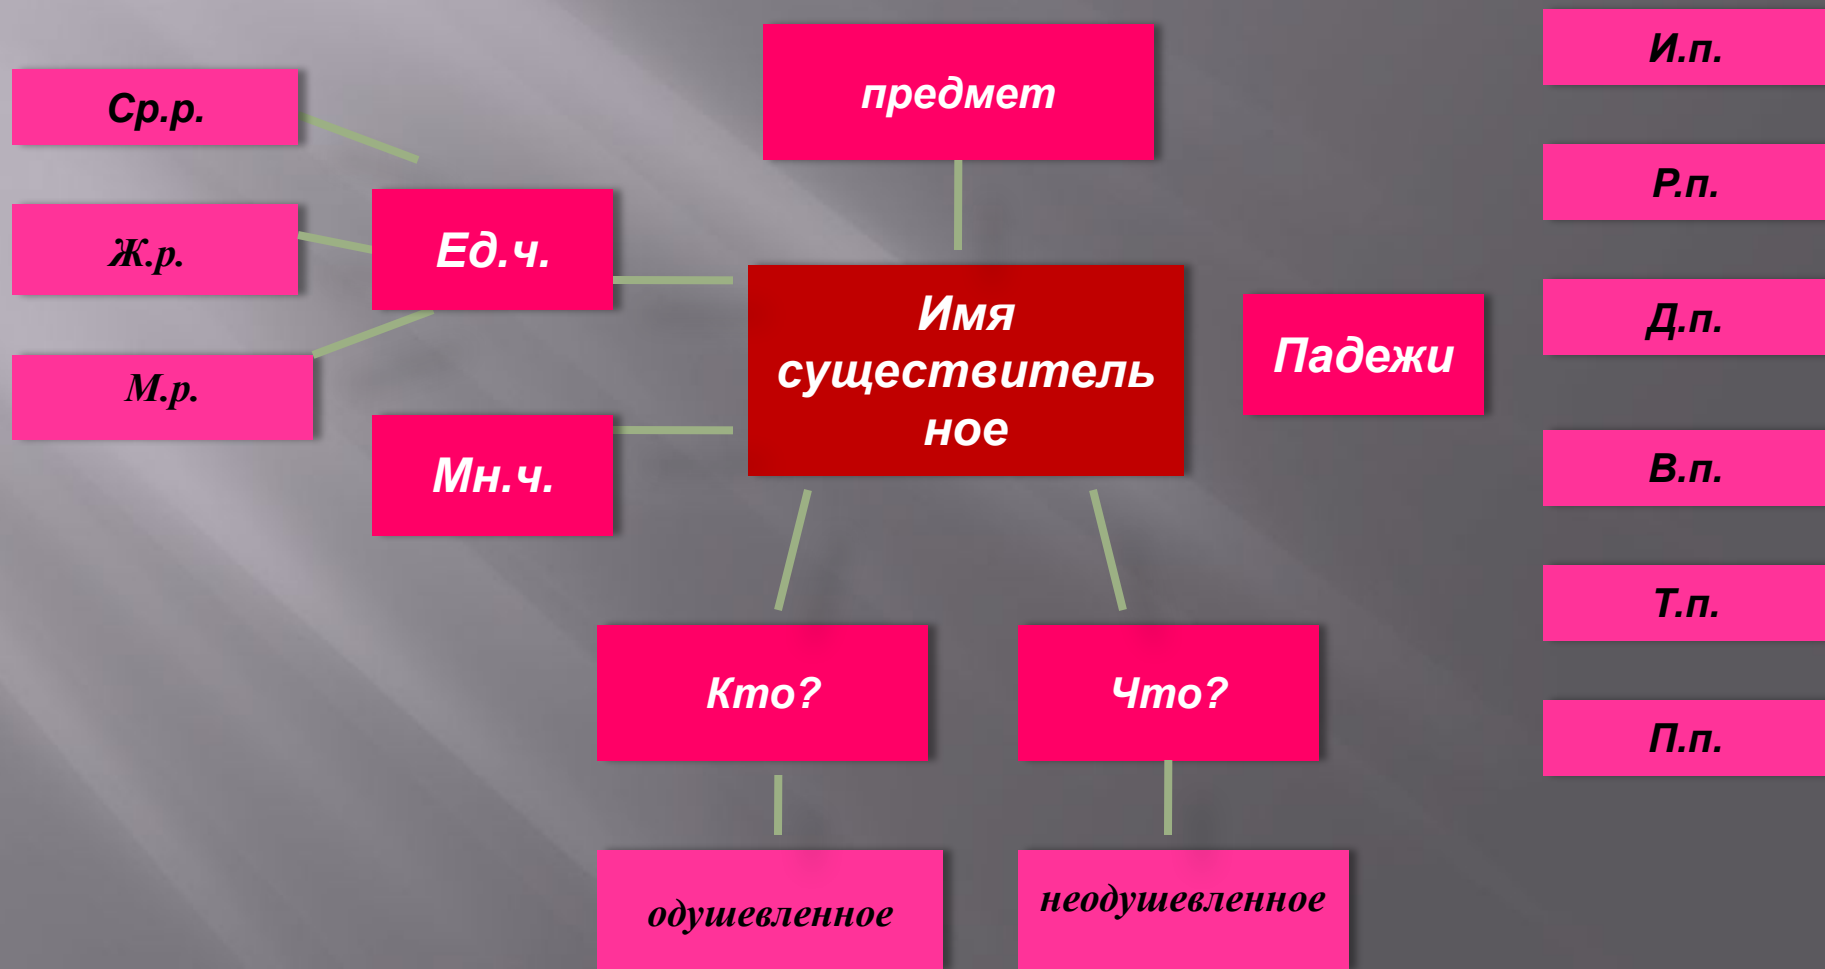 предмет
Ср.р.
Ж.р.
М.р.
Ед.ч.
Мн.ч.
Имя
существитель
ное
Падежи
И.п.
Р.п.
Д.п.
В.п.
Т.п.
П.п.
Кто?
Что?
одушевленное
неодушевленное